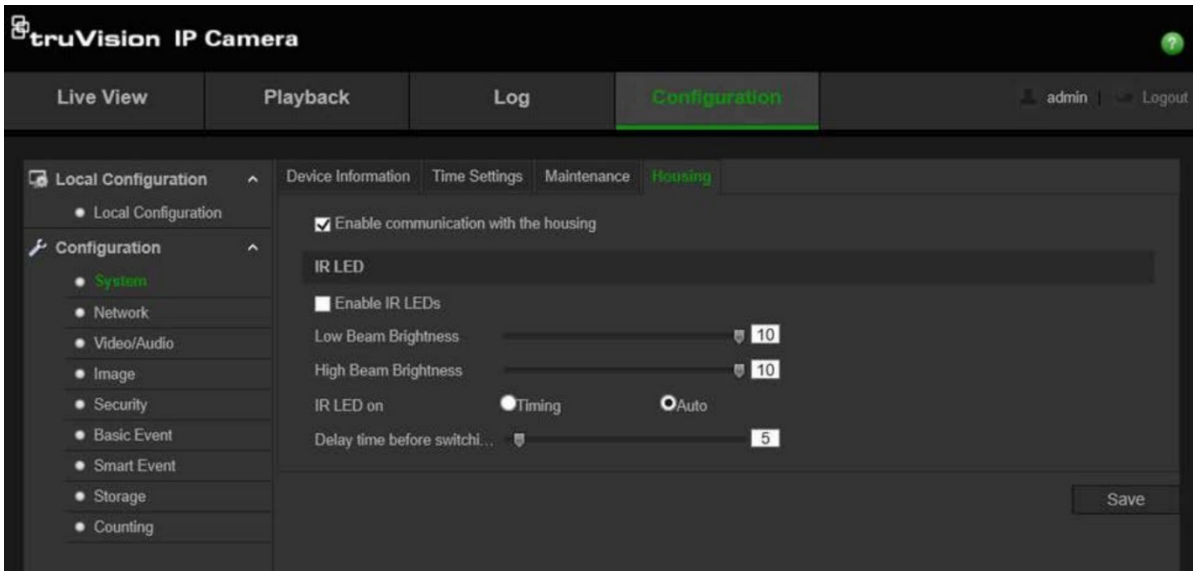 truVision IP Camera
?
Live View Playback Log Configuration admin | Logout
Local Configuration
Local Configuration
Configuration
System
Network
Video/Audio
Image
Security
Basic Event
Smart Event
Storage
Counting
Device Information Time Settings Maintenance Housing
Enable communication with the housing
IR LED
Enable IR LEDs
Low Beam Brightness 10
High Beam Brightness 10
IR LED on Timing Auto
Delay time before switchi... 5
Save